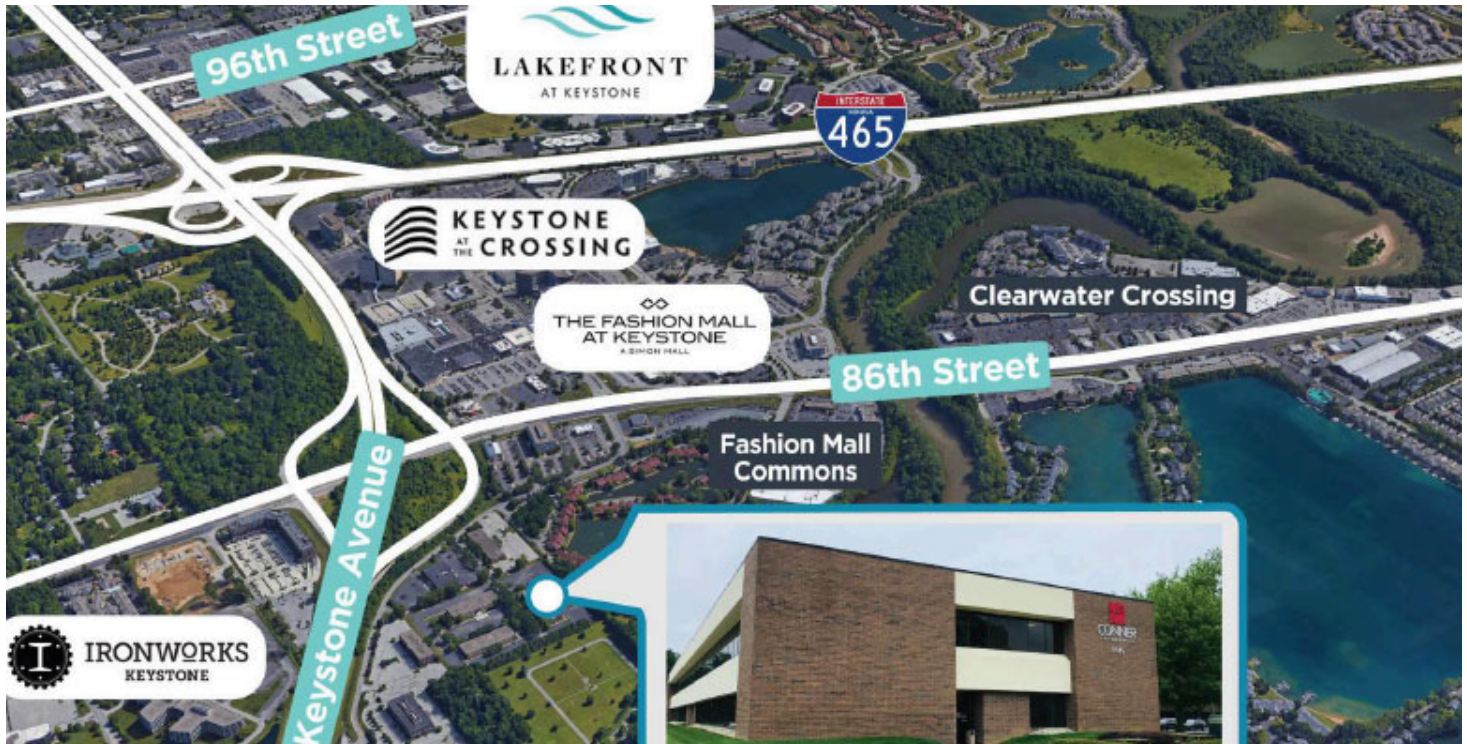 96th Street
LAKEFRONT
AT KEYSTONE
INTERSTATE
465
KEYSTONE
AT THE CROSSING
THE FASHION MALL
AT KEYSTONE
A SIMON MALL
Clearwater Crossing
86th Street
Fashion Mall
Commons
Keystone Avenue
IRONWORKS
KEYSTONE
CONNER